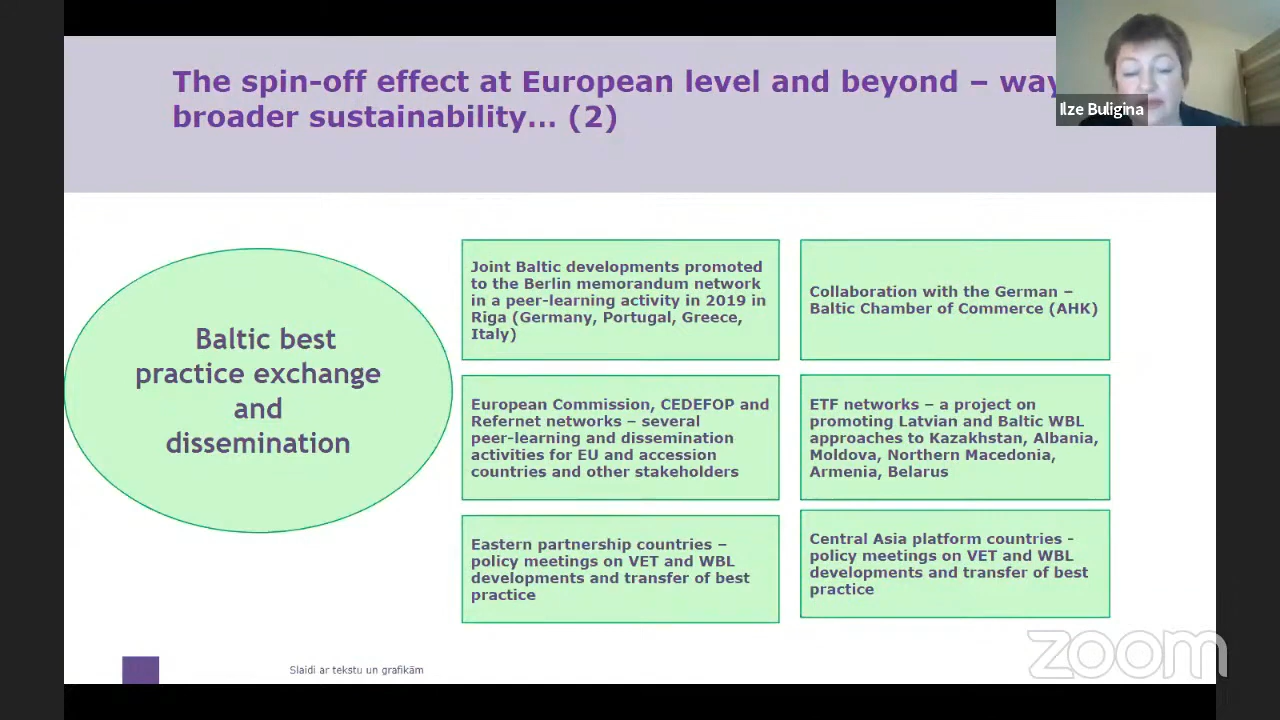 The spin-off effect at European level and beyond – way
broader sustainability... (2)
Ilze Buligina
Baltic best
practice exchange
and
dissemination
Joint Baltic developments promoted
to the Berlin memorandum network
in a peer-learning activity in 2019 in
Riga (Germany, Portugal, Greece,
Italy)
Collaboration with the German –
Baltic Chamber of Commerce (AHK)
European Commission, CEDEFOP and
Refernet networks – several
peer-learning and dissemination
activities for EU and accession
countries and other stakeholders
ETF networks – a project on
promoting Latvian and Baltic WBL
approaches to Kazakhstan, Albania,
Moldova, Northern Macedonia,
Armenia, Belarus
Eastern partnership countries –
policy meetings on VET and WBL
developments and transfer of best
practice
Central Asia platform countries -
policy meetings on VET and WBL
developments and transfer of best
practice
Slaidi ar tekstu un grafikām
zoom